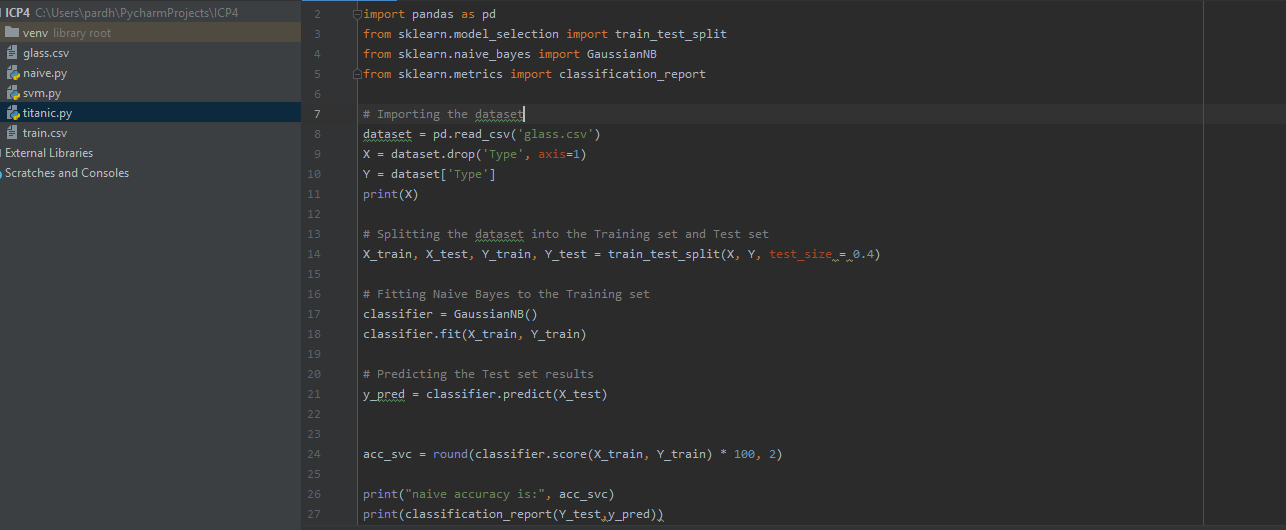 ICP4 C:\Users\pardh\PycharmProjects\ICP4
venv library root
glass.csv
naive.py
svm.py
titanic.py
train.csv
External Libraries
Scratches and Consoles
2 import pandas as pd
3 from sklearn.model_selection import train_test_split
4 from sklearn.naive_bayes import GaussianNB
5 from sklearn.metrics import classification_report
6
7 # Importing the dataset
8 dataset = pd.read_csv('glass.csv')
9 X = dataset.drop('Type', axis=1)
10 Y = dataset['Type']
11 print(X)
12
13 # Splitting the dataset into the Training set and Test set
14 X_train, X_test, Y_train, Y_test = train_test_split(X, Y, test_size = 0.4)
15
16 # Fitting Naive Bayes to the Training set
17 classifier = GaussianNB()
18 classifier.fit(X_train, Y_train)
19
20 # Predicting the Test set results
21 y_pred = classifier.predict(X_test)
22
23
24 acc_svc = round(classifier.score(X_train, Y_train) * 100, 2)
25
26 print("naive accuracy is:", acc_svc)
27 print(classification_report(Y_test,y_pred))